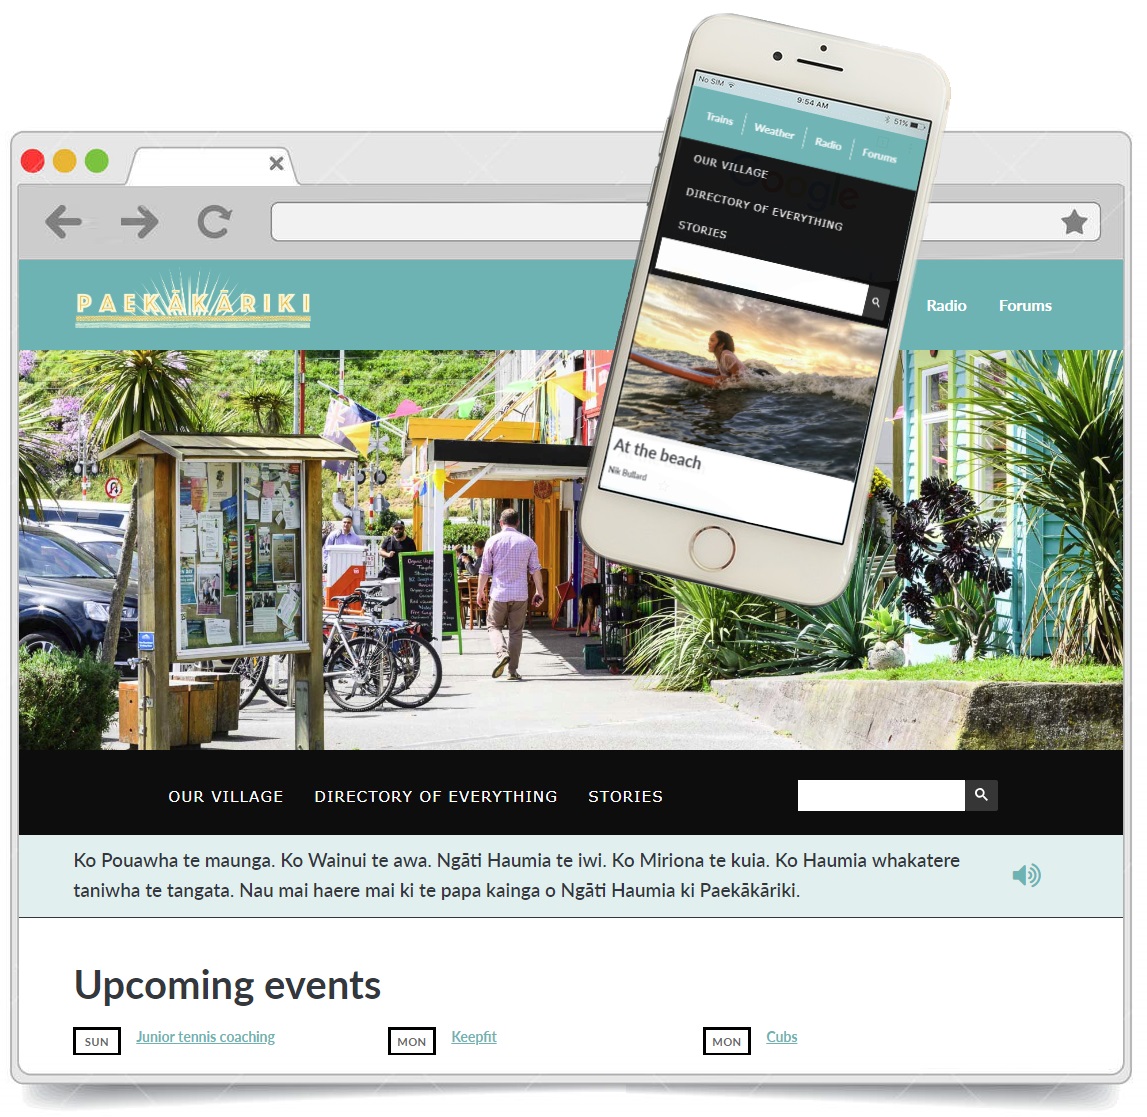 No SIM
9:54 AM
51%
Trains
Weather
Radio
Forums
OUR VILLAGE
DIRECTORY OF EVERYTHING
STORIES
At the beach
Nik Bullard
PAEKĀKĀRIKI
Radio
Forums
OUR VILLAGE
DIRECTORY OF EVERYTHING
STORIES
Ko Pouawha te maunga. Ko Wainui te awa. Ngāti Haumia te iwi. Ko Miriona te kuia. Ko Haumia whakatere
taniwha te tangata. Nau mai haere mai ki te papa kainga o Ngāti Haumia ki Paekākāriki.
Upcoming events
SUN
Junior tennis coaching
MON
Keepfit
MON
Cubs